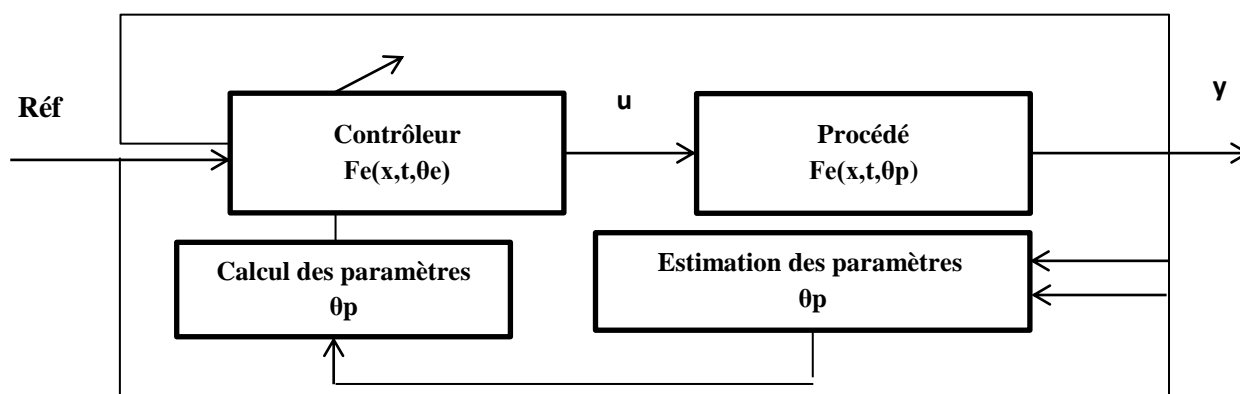 Réf
u
y
Contrôleur
Fe(x,t,θe)
Procédé
Fe(x,t,θp)
Calcul des paramètres
θp
Estimation des paramètres
θp